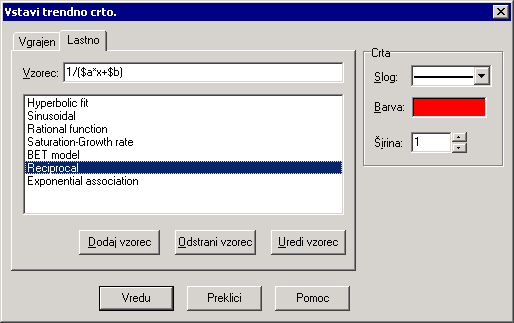 Vstavi trendno crto.
Vgrajen Lastno
Vzorec: 1/($a*x+$b)
Hyperbolic fit
Sinusoidal
Rational function
Saturation-Growth rate
BET model
Reciprocal
Exponential association
Dodaj vzorec Odstrani vzorec Uredi vzorec
Crta
Slog:
Barva:
Širina: 1
Vredu Preklici Pomoc